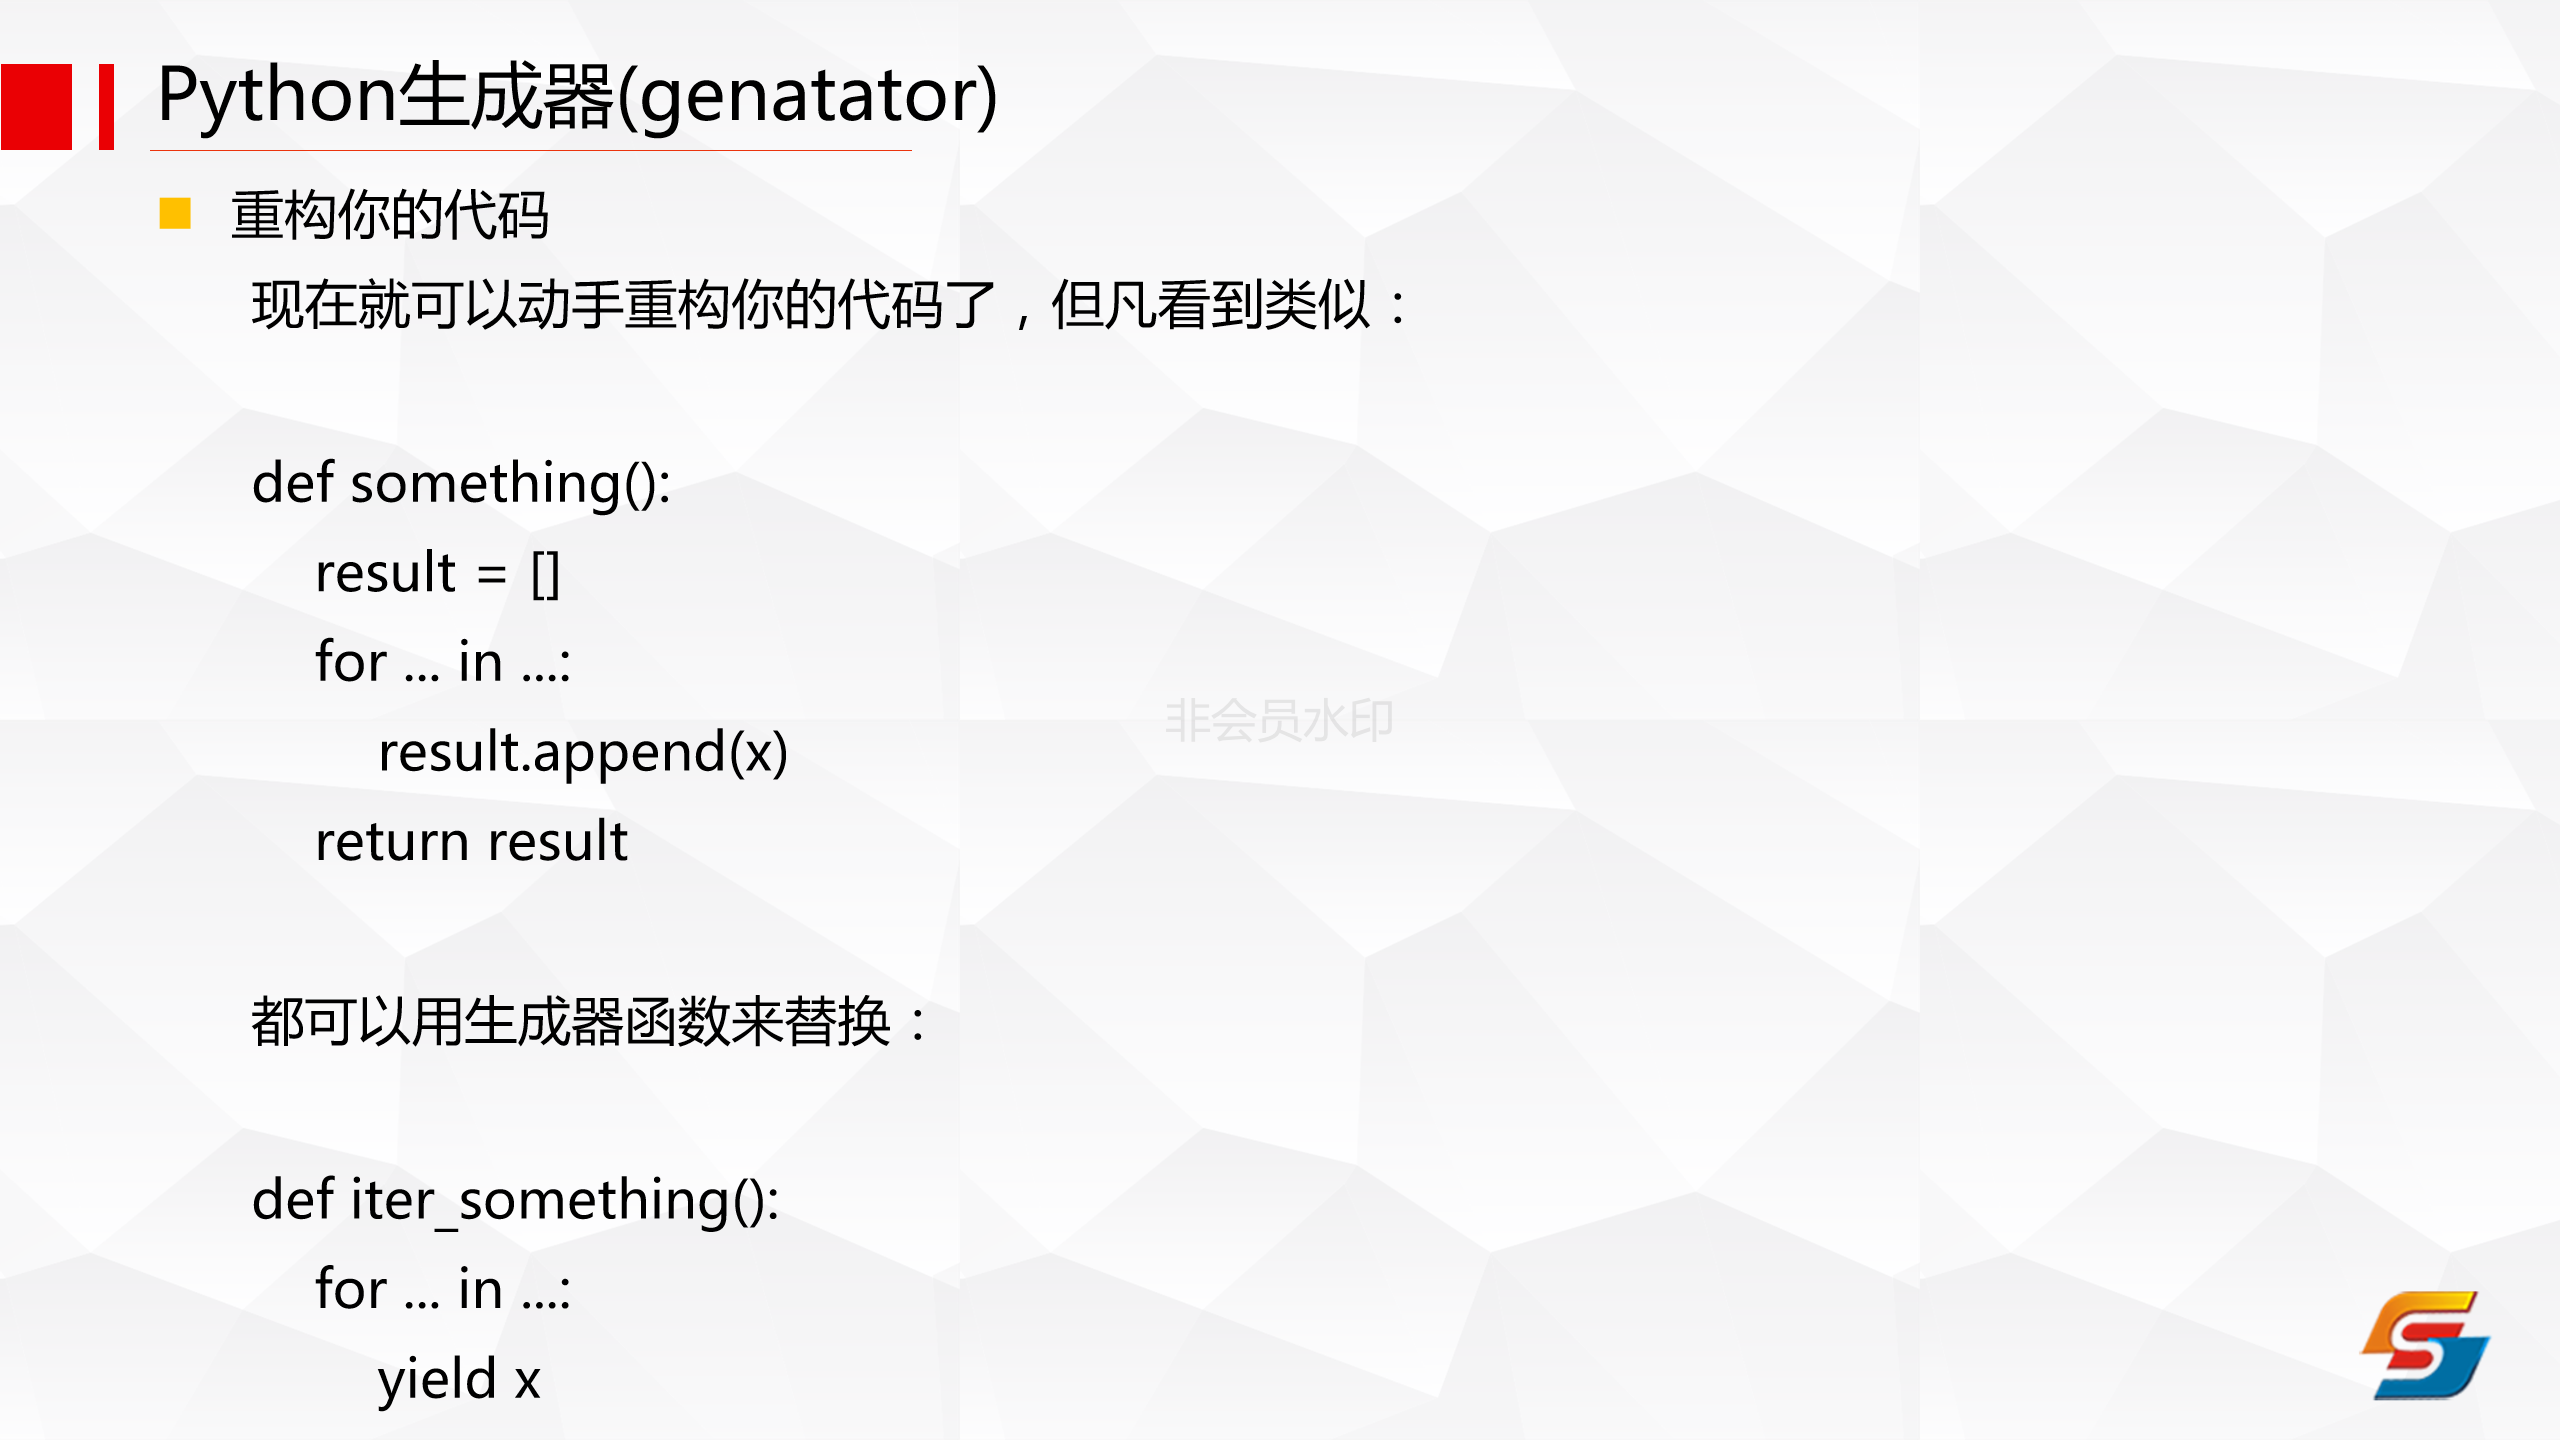 Python生成器(genatator)
重构你的代码
现在就可以动手重构你的代码了，但凡看到类似：
def something():
result = []
for ... in ...:
result.append(x)
return result
非会员水印
都可以用生成器函数来替换：
def iter_something():
for ... in ...:
yield x